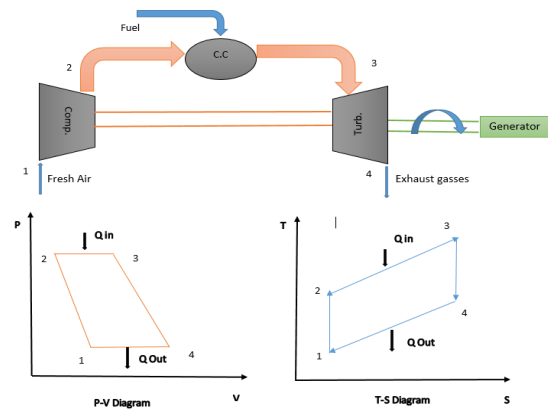 Fuel
C.C
2
3
Comp.
Turb.
Generator
1
4
Fresh Air
Exhaust gasses
P
Q in
2
3
1
4
Q Out
V
P-V Diagram
T
3
Q in
2
4
1
Q Out
T-S Diagram
S